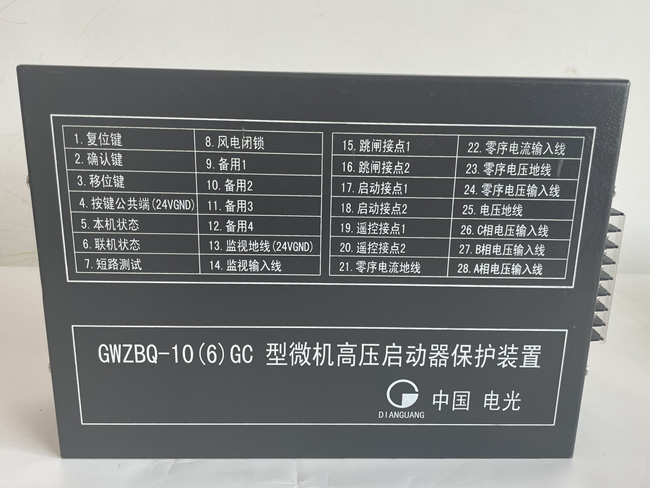 1. 复位键
2. 确认键
3. 移位键
4. 按键公共端(24VGND)
5. 本机状态
6. 联机状态
7. 短路测试
8. 风电闭锁
9. 备用1
10. 备用2
11. 备用3
12. 备用4
13. 监视地线(24VGND)
14. 监视输入线
15. 跳闸接点1
16. 跳闸接点2
17. 启动接点1
18. 启动接点2
19. 遥控接点1
20. 遥控接点2
21. 零序电流地线
22. 零序电流输入线
23. 零序电压地线
24. 零序电压输入线
25. 电压地线
26. C相电压输入线
27. B相电压输入线
28. A相电压输入线
GWZBQ-10(6)GC 型微机高压启动器保护装置
DIANGUANG
中国 电光